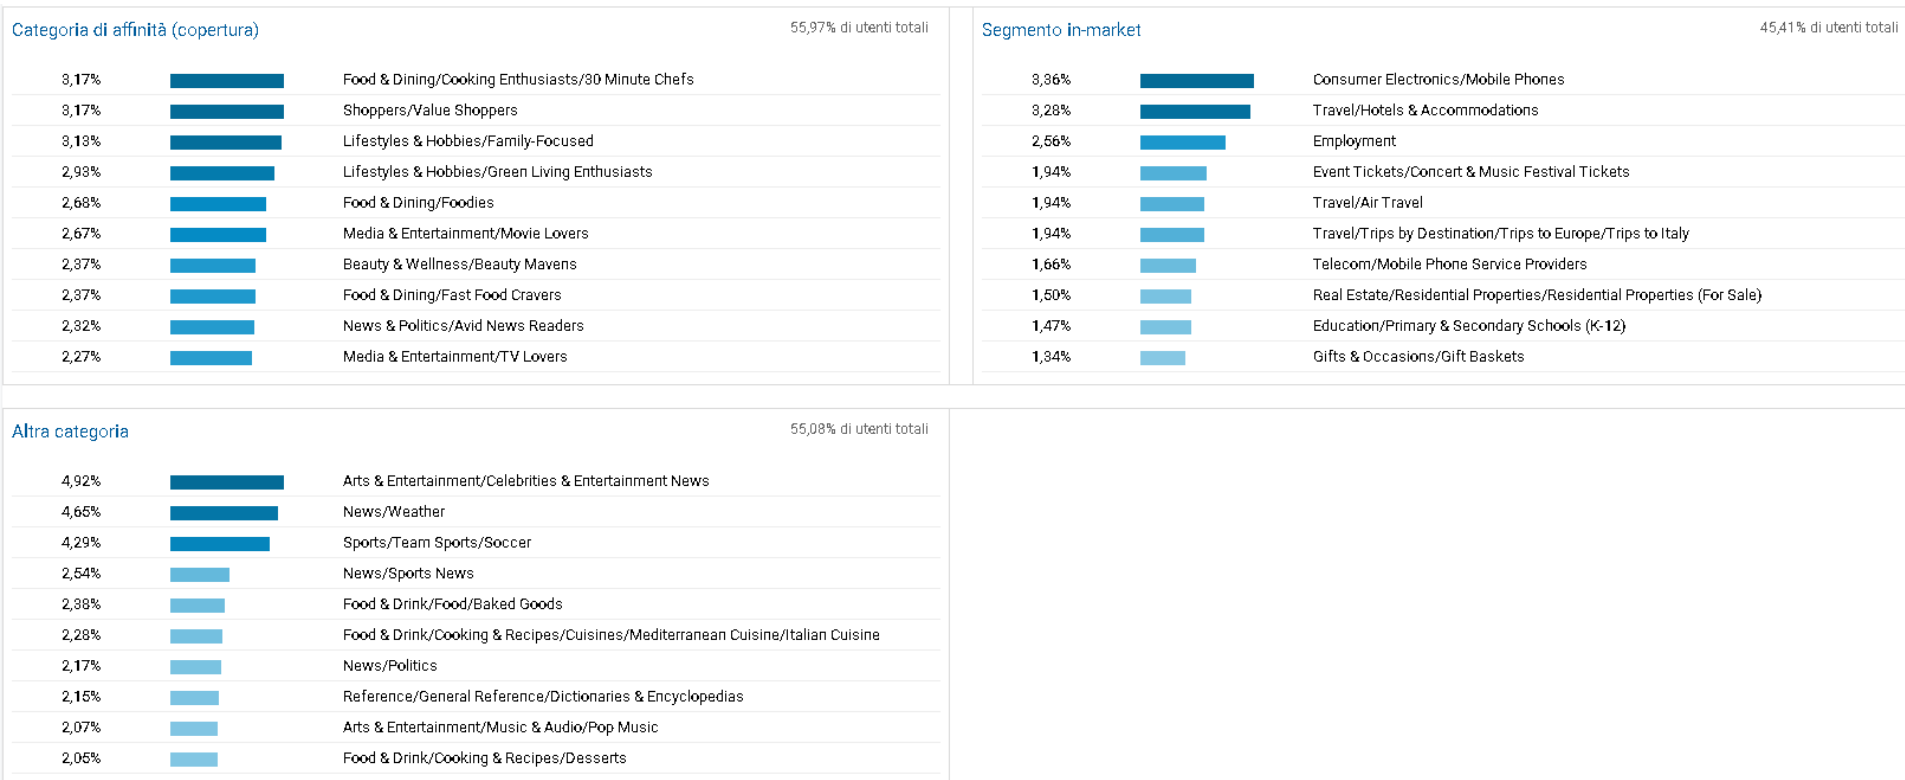 Categoria di affinità (copertura) 55,97% di utenti totali
3,17% Food & Dining/Cooking Enthusiasts/30 Minute Chefs
3,17% Shoppers/Value Shoppers
3,13% Lifestyles & Hobbies/Family-Focused
2,93% Lifestyles & Hobbies/Green Living Enthusiasts
2,68% Food & Dining/Foodies
2,67% Media & Entertainment/Movie Lovers
2,37% Beauty & Wellness/Beauty Mavens
2,37% Food & Dining/Fast Food Cravers
2,32% News & Politics/Avid News Readers
2,27% Media & Entertainment/TV Lovers
Segmento in-market 45,41% di utenti totali
3,36% Consumer Electronics/Mobile Phones
3,28% Travel/Hotels & Accommodations
2,56% Employment
1,94% Event Tickets/Concert & Music Festival Tickets
1,94% Travel/Air Travel
1,94% Travel/Trips by Destination/Trips to Europe/Trips to Italy
1,66% Telecom/Mobile Phone Service Providers
1,50% Real Estate/Residential Properties/Residential Properties (For Sale)
1,47% Education/Primary & Secondary Schools (K-12)
1,34% Gifts & Occasions/Gift Baskets
Altra categoria 55,08% di utenti totali
4,92% Arts & Entertainment/Celebrities & Entertainment News
4,65% News/Weather
4,29% Sports/Team Sports/Soccer
2,54% News/Sports News
2,38% Food & Drink/Food/Baked Goods
2,28% Food & Drink/Cooking & Recipes/Cuisines/Mediterranean Cuisine/Italian Cuisine
2,17% News/Politics
2,15% Reference/General Reference/Dictionaries & Encyclopedias
2,07% Arts & Entertainment/Music & Audio/Pop Music
2,05% Food & Drink/Cooking & Recipes/Desserts